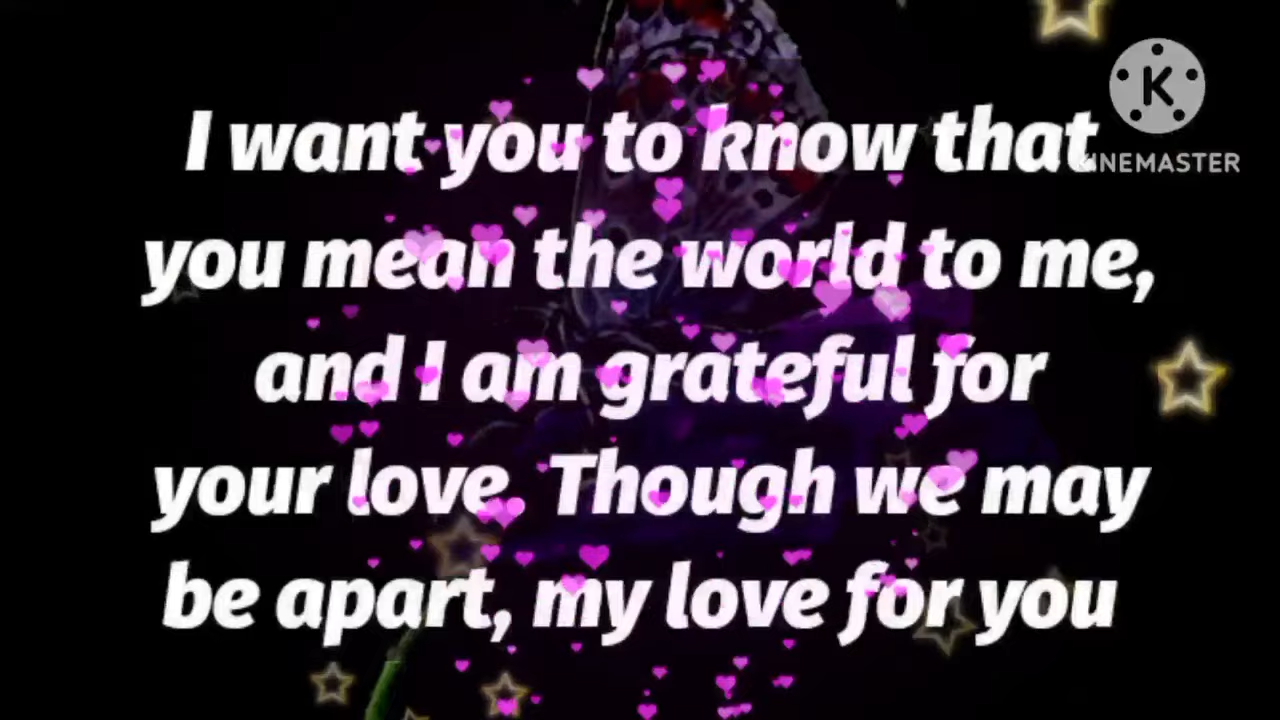 I want you to know that
KINEMASTER
you mean the world to me,
and I am grateful for
your love. Though we may
be apart, my love for you